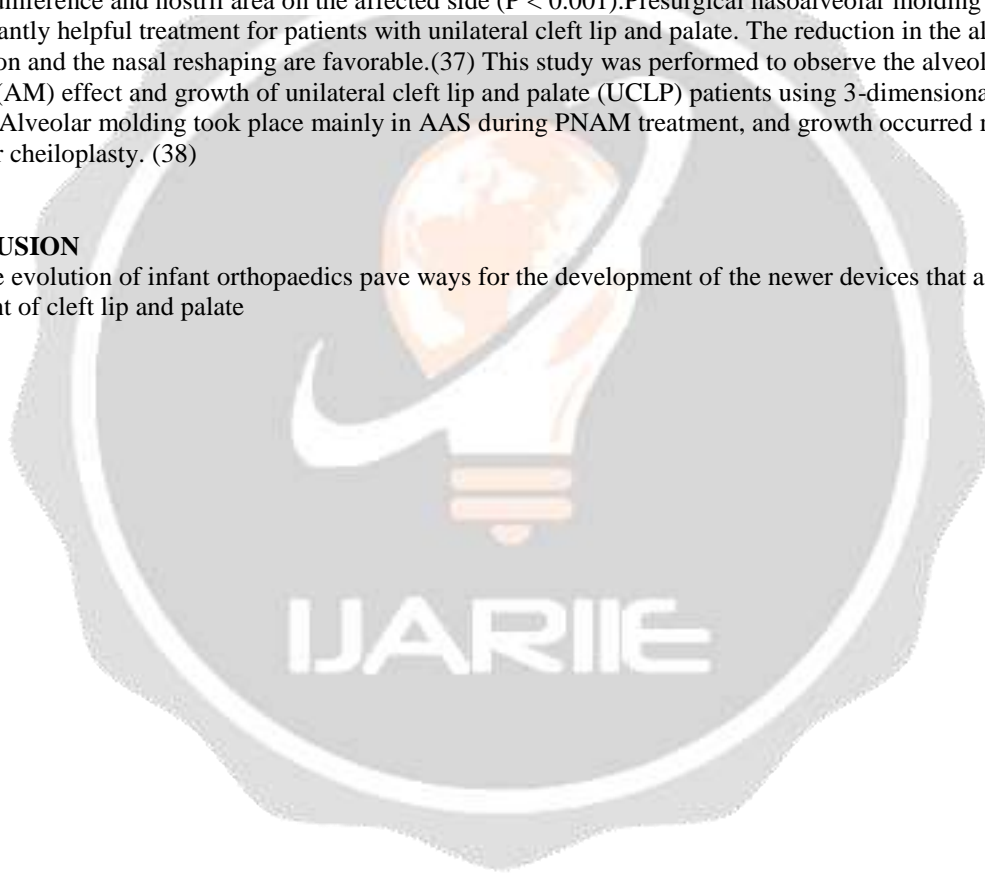 umference and nostril area on the affected side (P < 0.001).Presurgical nasoalveolar molding
antly helpful treatment for patients with unilateral cleft lip and palate. The reduction in the al
on and the nasal reshaping are favorable.(37) This study was performed to observe the alveol
(AM) effect and growth of unilateral cleft lip and palate (UCLP) patients using 3-dimensional
Alveolar molding took place mainly in AAS during PNAM treatment, and growth occurred
r cheiloplasty. (38)
USION
e evolution of infant orthopaedics pave ways for the development of the newer devices that a
nt of cleft lip and palate
IJARIIE